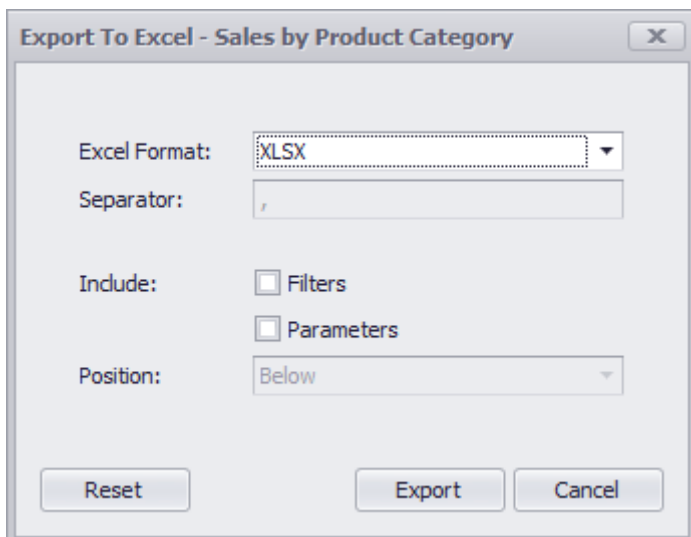 Export To Excel - Sales by Product Category
Excel Format: XLSX
Separator: ,
Include: Filters
Parameters
Position: Below
Reset Export Cancel